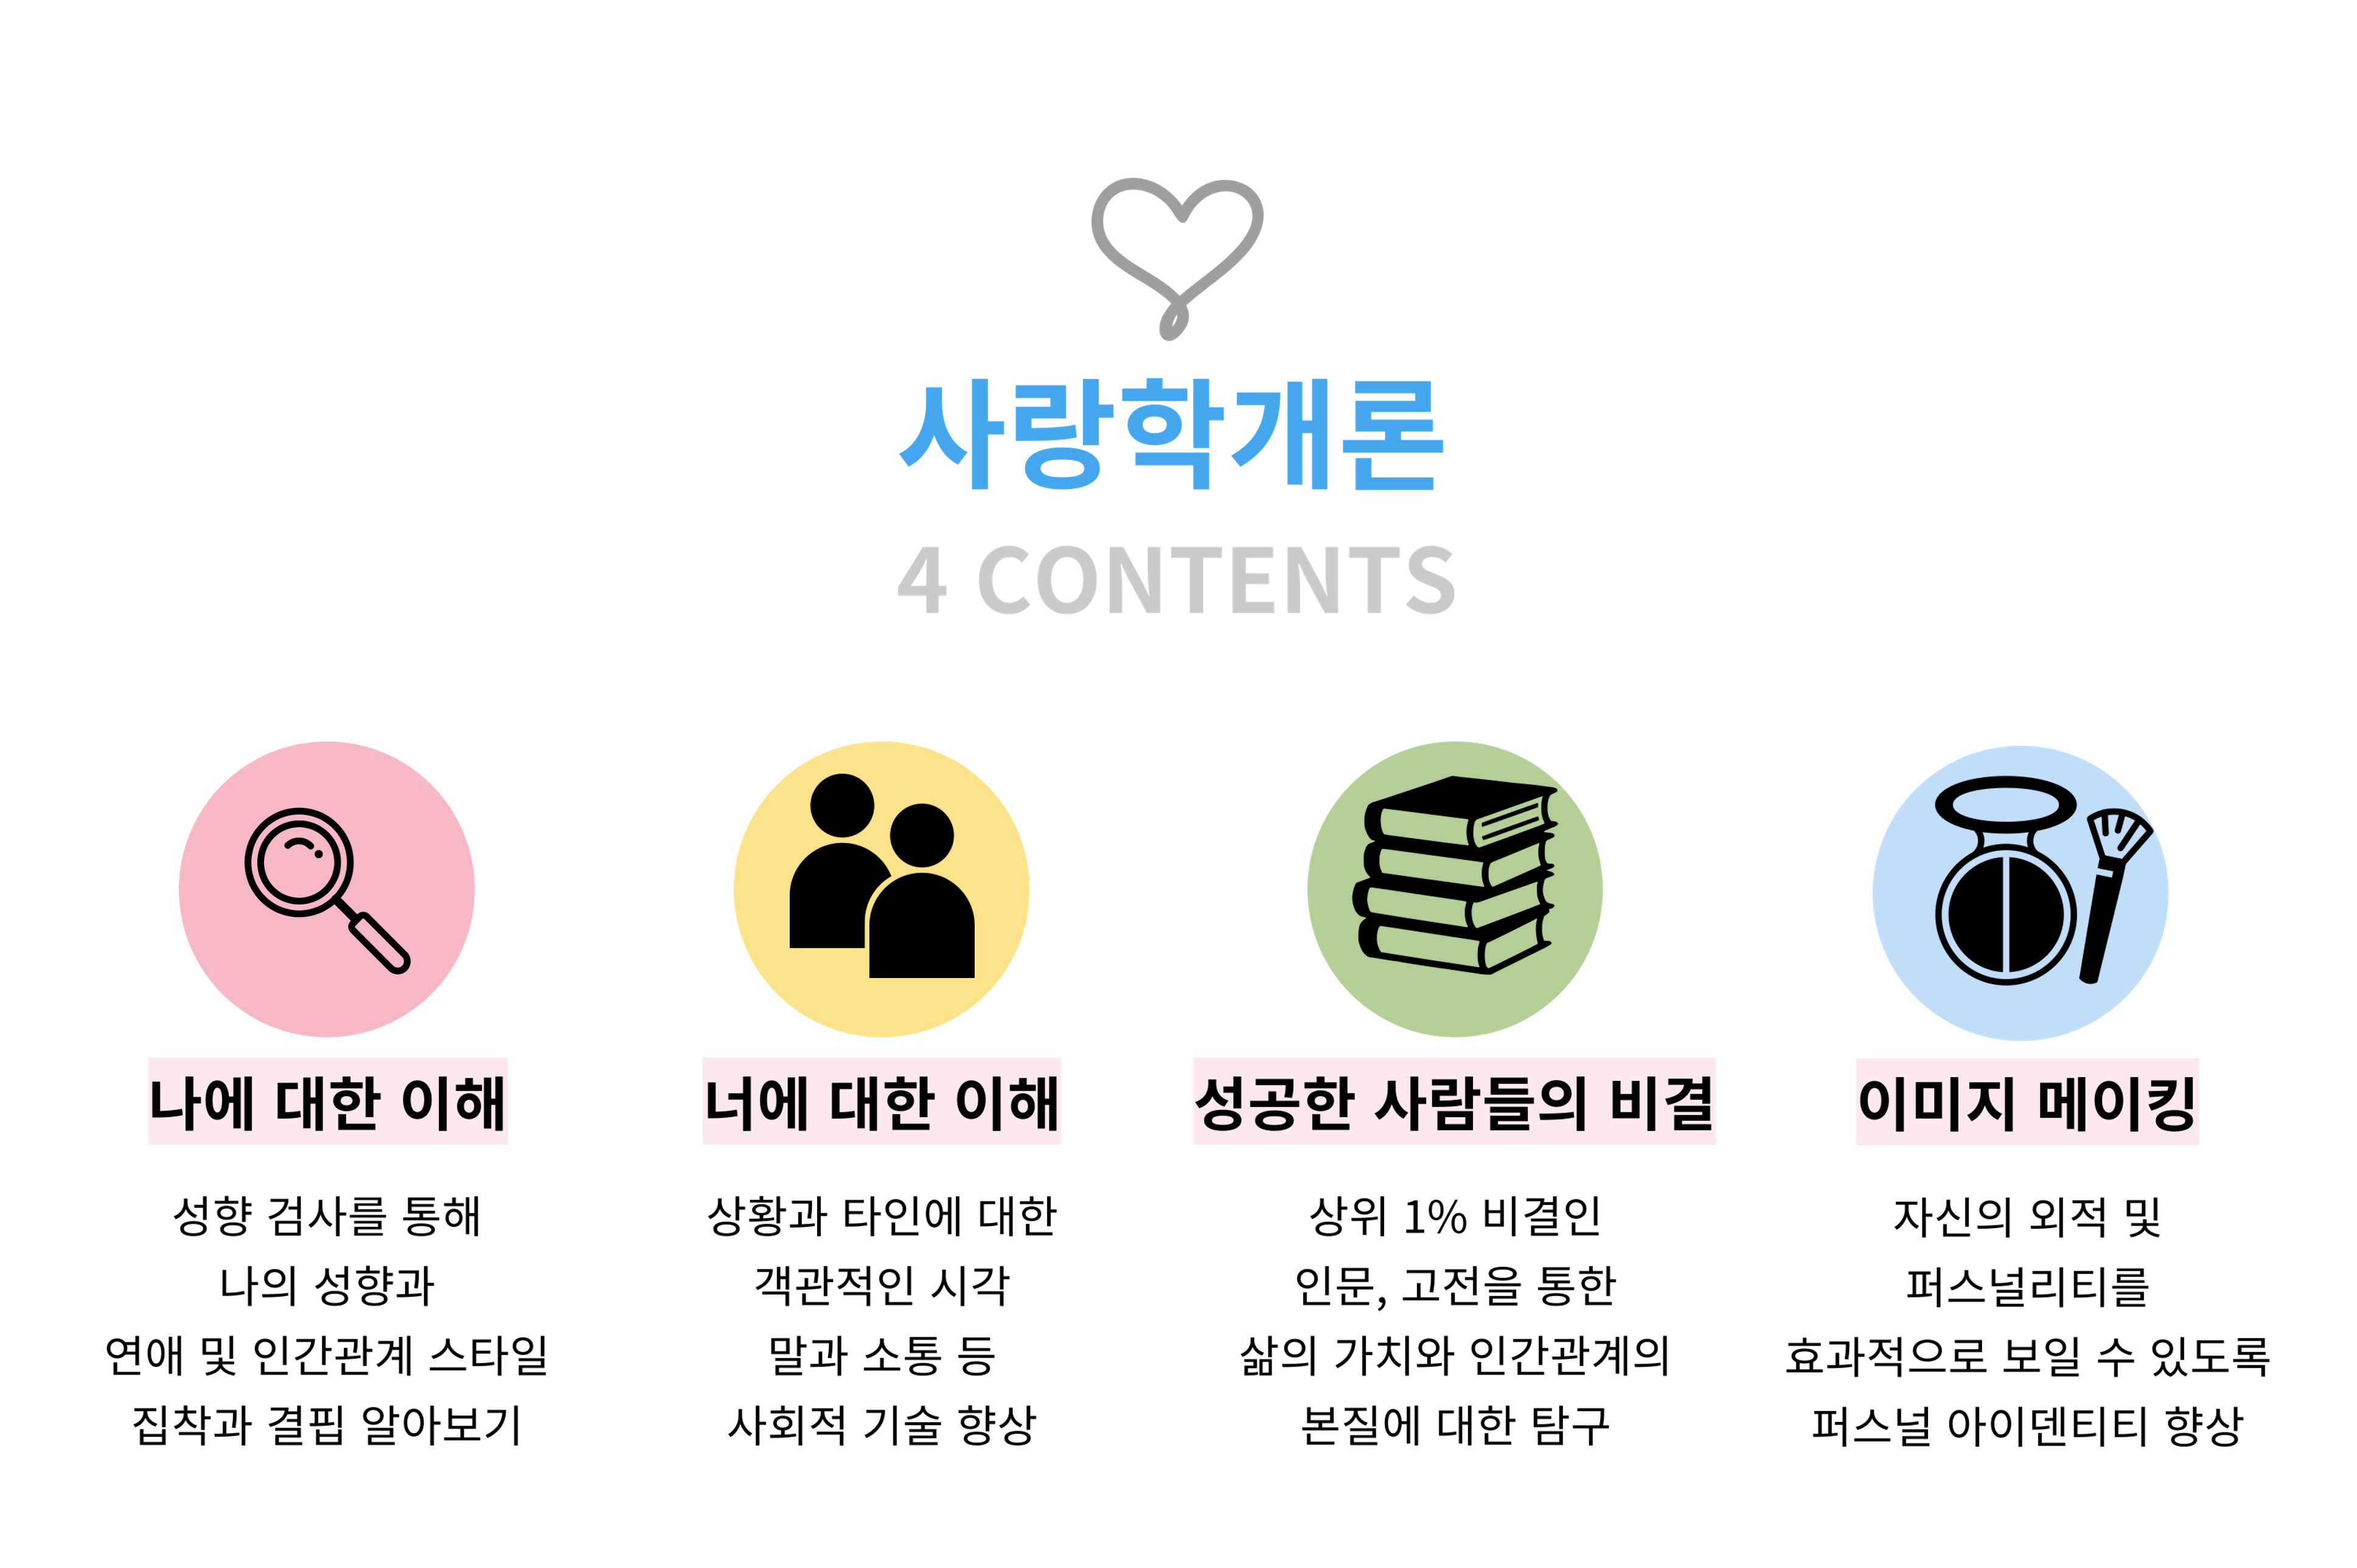 사랑학개론
4 CONTENTS
나에 대한 이해
성향 검사를 통해
나의 성향과
연애 및 인간관계 스타일
집착과 결핍 알아보기
너에 대한 이해
상황과 타인에 대한
객관적인 시각
말과 소통 등
사회적 기술 향상
성공한 사람들의 비결
상위 1% 비결인
인문, 고전을 통한
삶의 가치와 인간관계의
본질에 대한 탐구
이미지 메이킹
자신의 외적 및
퍼스널리티를
효과적으로 보일 수 있도록
퍼스널 아이덴티티 향상